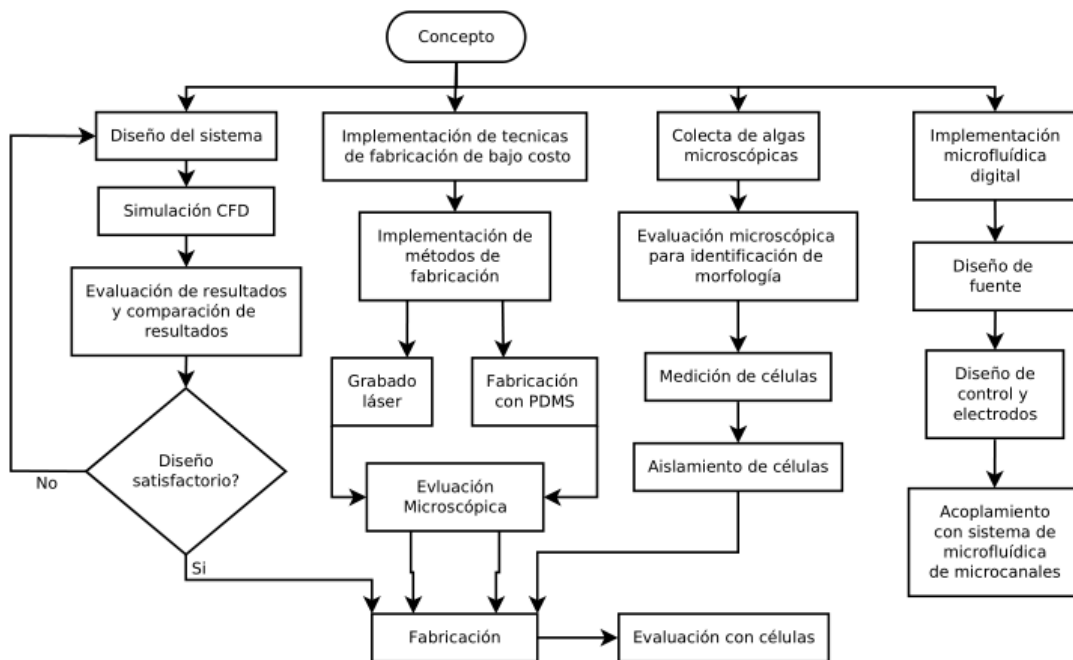 Concepto
Diseño del sistema
Simulación CFD
Evaluación de resultados
y comparación de
resultados
Diseño
satisfactorio?
No
Si
Implementación de tecnicas
de fabricación de bajo costo
Implementación de
métodos de
fabricación
Grabado
láser
Fabricación
con PDMS
Evluación
Microscópica
Colecta de algas
microscópicas
Evaluación microscópica
para identificación de
morfología
Medición de células
Aislamiento de células
Implementación
microfluídica
digital
Diseño de
fuente
Diseño de
control y
electrodos
Acoplamiento
con sistema de
microfluídica
de microcanales
Fabricación
Evaluación con células